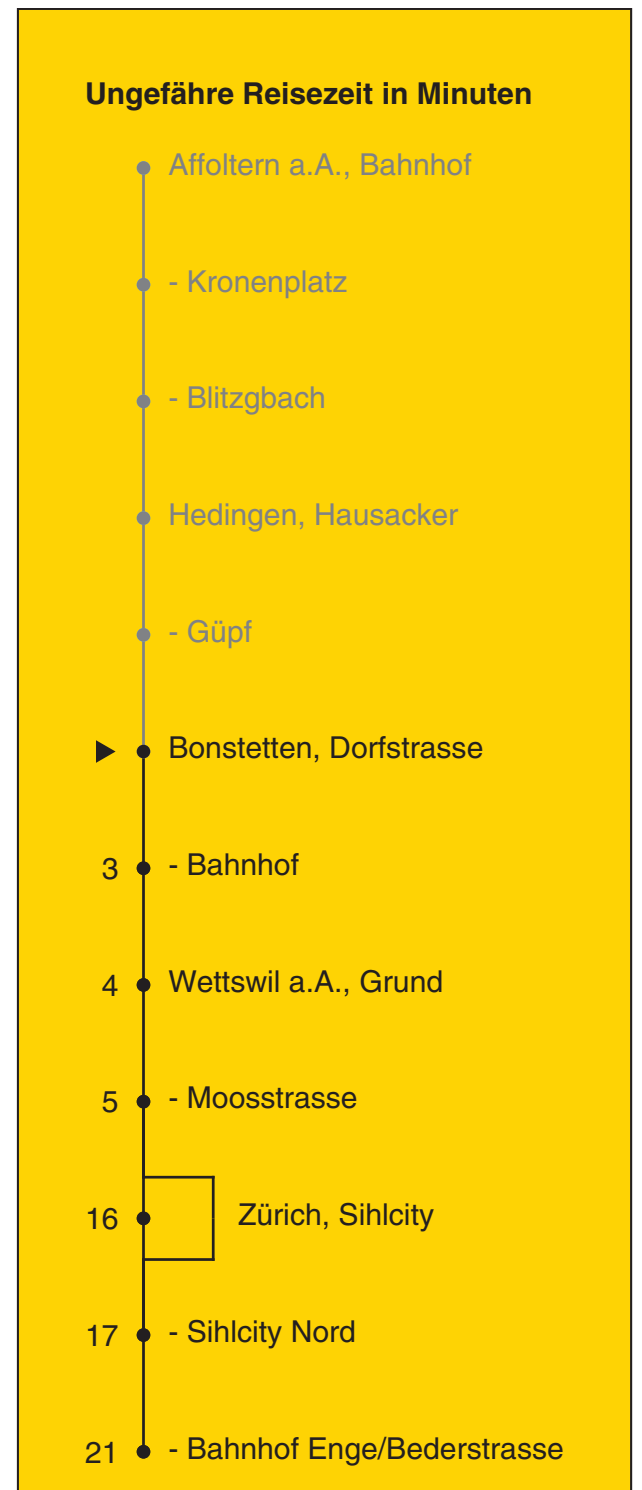 Ungefähre Reisezeit in Minuten
Affoltern a.A., Bahnhof
- Kronenplatz
- Blitzgbach
Hedingen, Hausacker
- Güpf
Bonstetten, Dorfstrasse
3 - Bahnhof
4 Wettswil a.A., Grund
5 - Moosstrasse
16 Zürich, Sihlcity
17 - Sihlcity Nord
21 - Bahnhof Enge/Bederstrasse